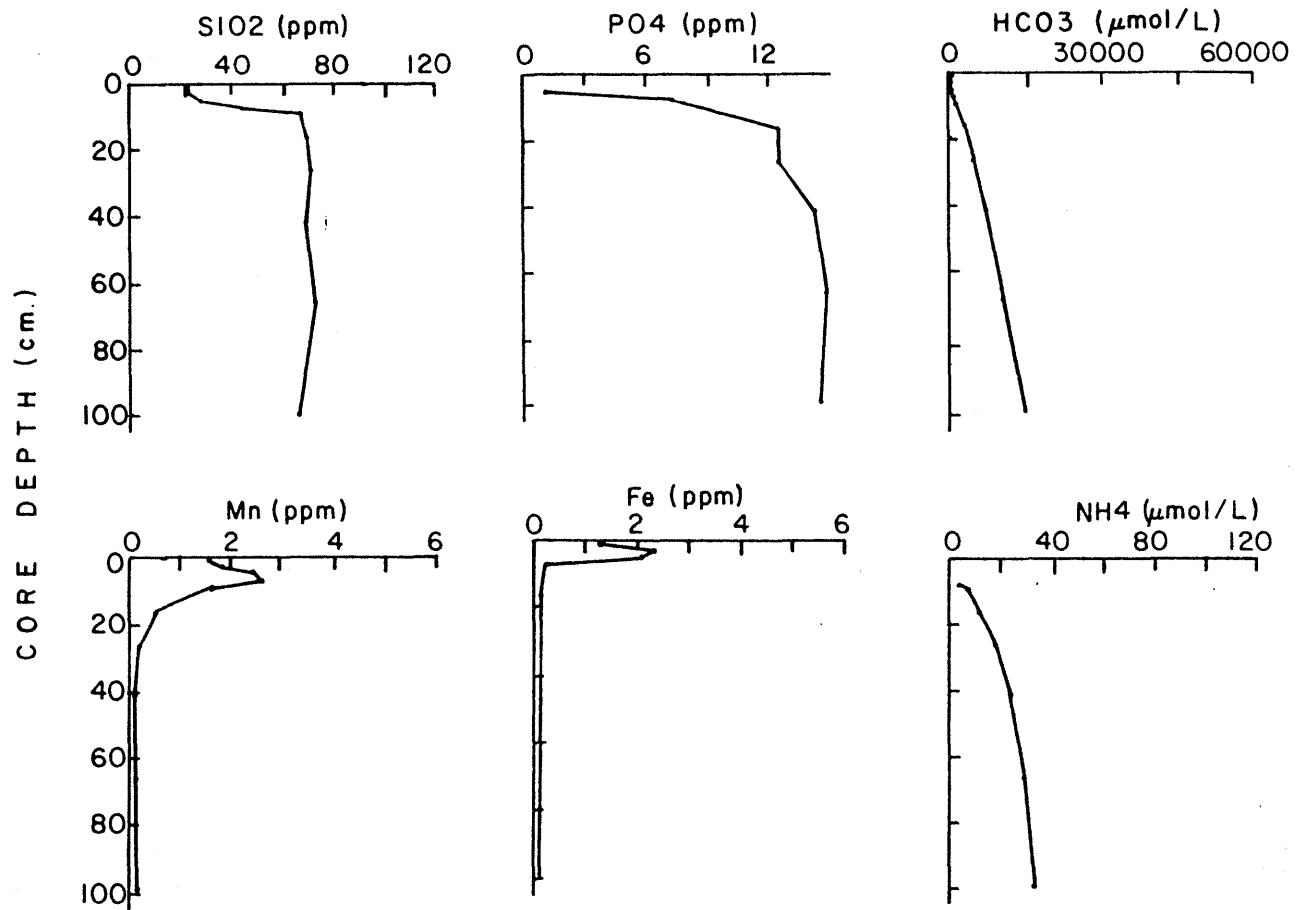 SIO2 (ppm)
0 40 80 120
PO4 (ppm)
0 6 12
HCO3 (μmol/L)
0 30000 60000
0
20
40
60
80
100
CORE DEPTH (cm.)
Mn (ppm)
0 2 4 6
Fe (ppm)
0 2 4 6
NH4 (μmol/L)
0 40 80 120
0
20
40
60
80
100